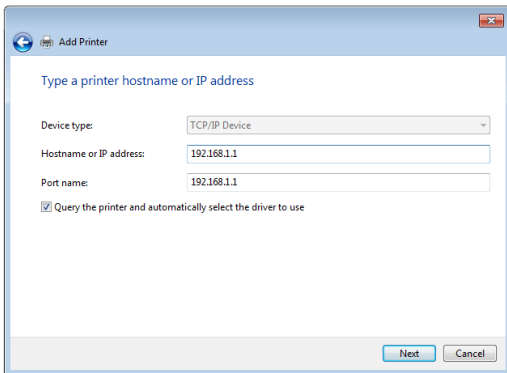 Add Printer
Type a printer hostname or IP address
Device type: TCP/IP Device
Hostname or IP address: 192.168.1.1
Port name: 192.168.1.1
Query the printer and automatically select the driver to use
Next Cancel